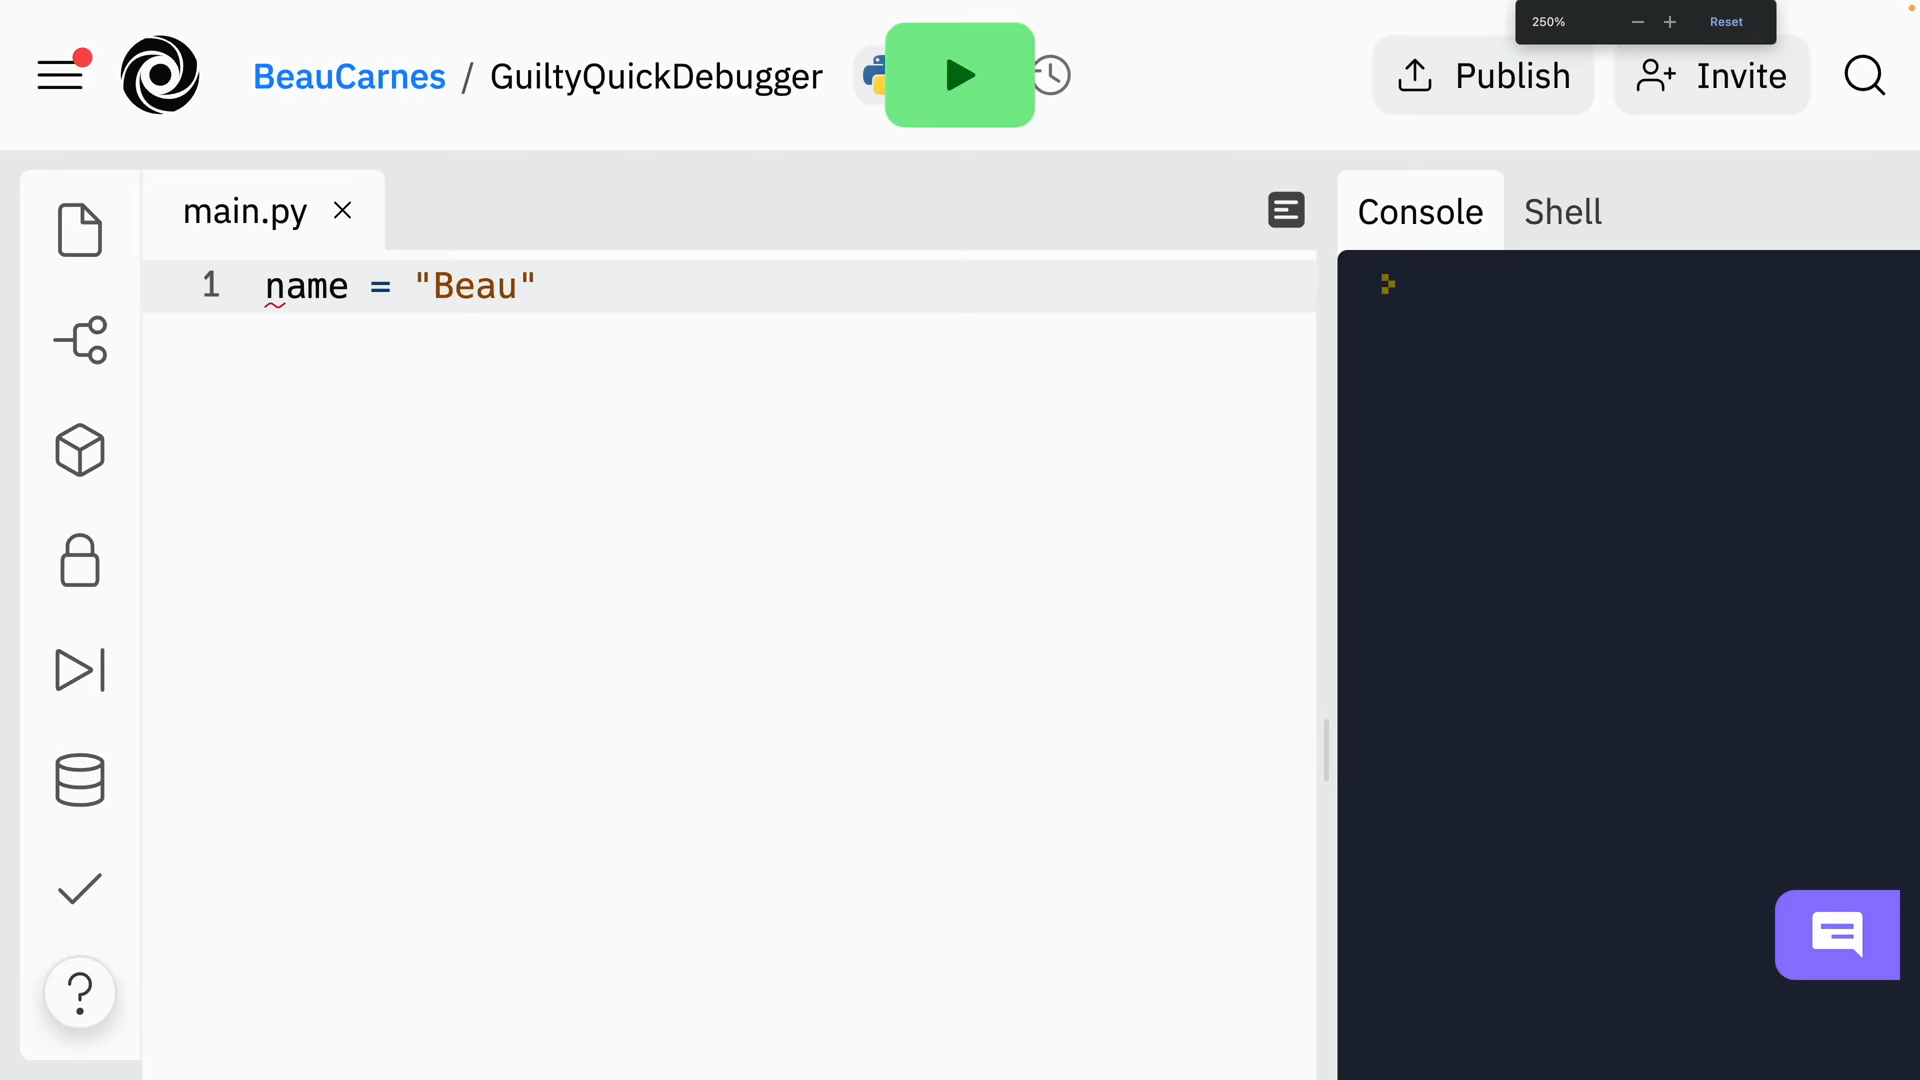 250% − + Reset
BeauCarnes / GuiltyQuickDebugger
Publish
Invite
main.py ×
Console
Shell
1 name = "Beau"
?